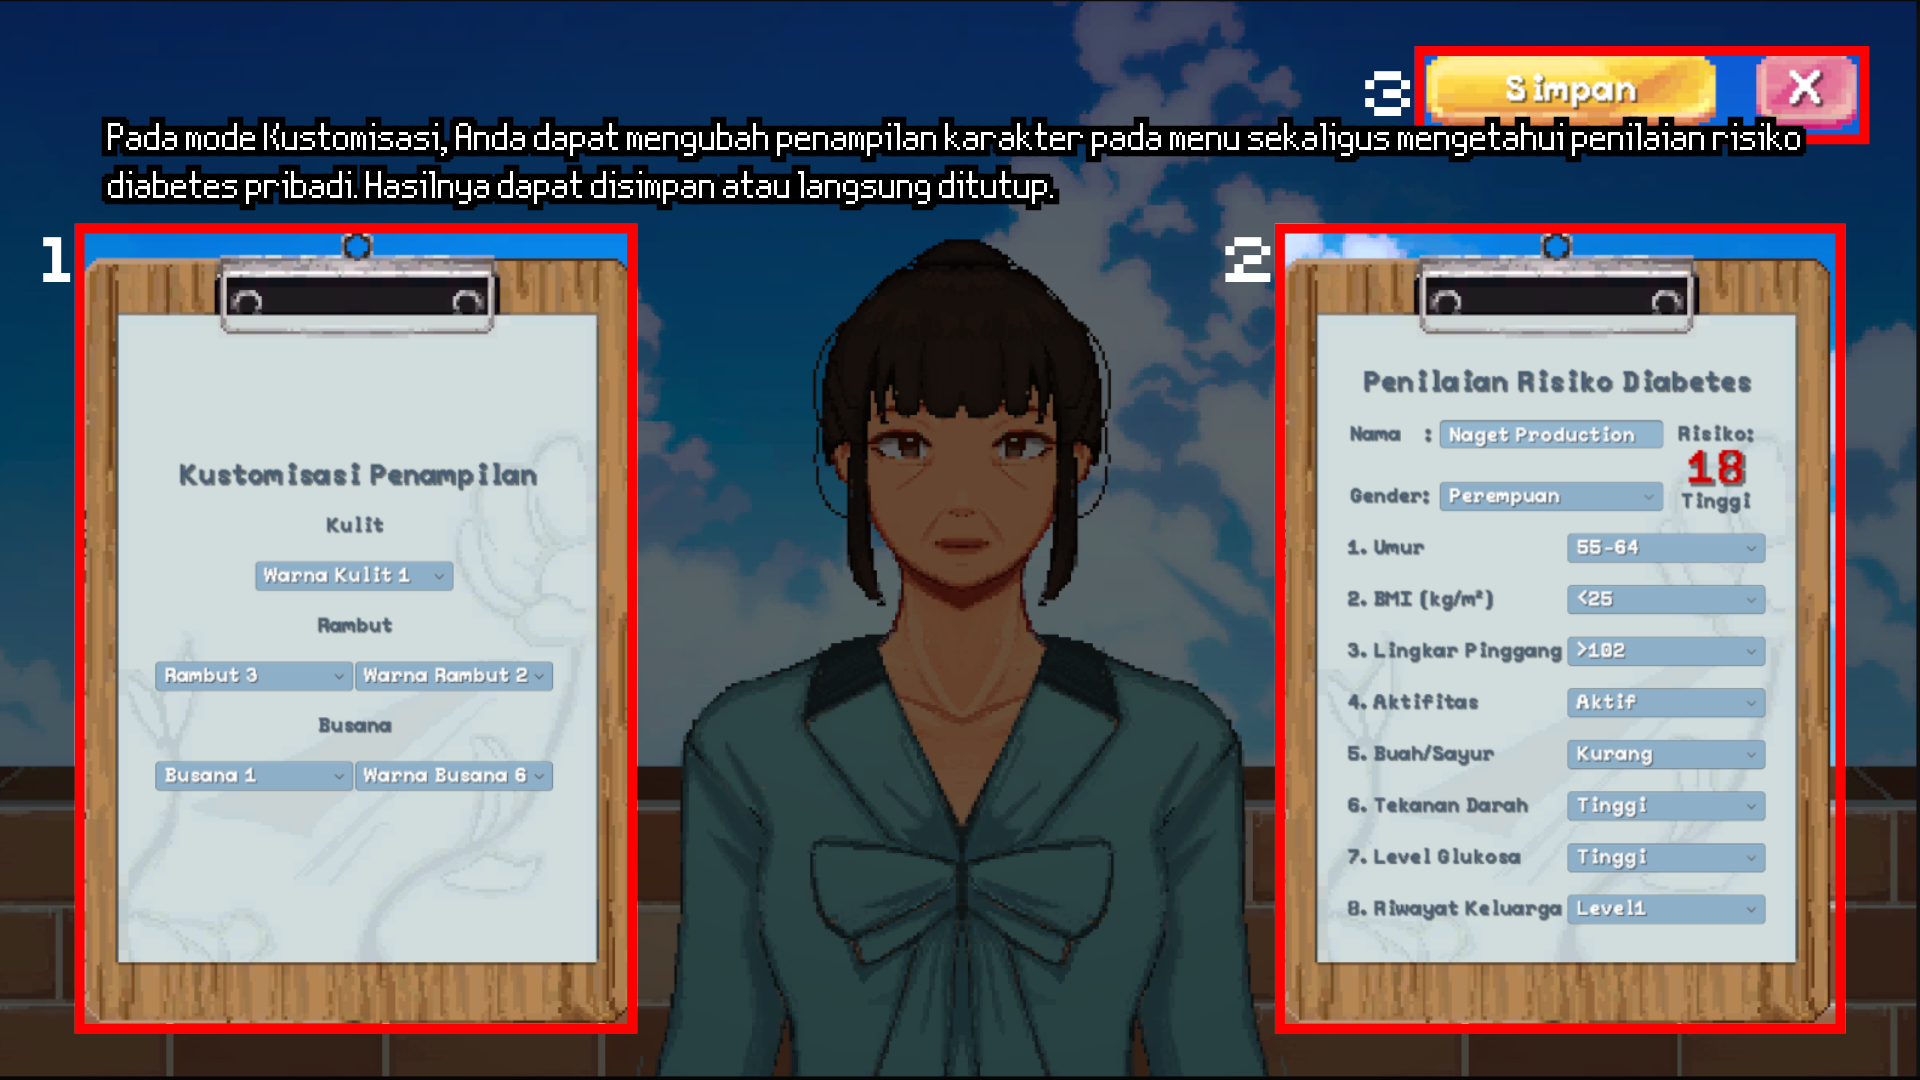 3
Simpan
X
Pada mode Kustomisasi, Anda dapat mengubah penampilan karakter pada menu sekaligus mengetahui penilaian risiko
diabetes pribadi. Hasilnya dapat disimpan atau langsung ditutup.
1
Kustomisasi Penampilan
Kulit
Warna Kulit 1
Rambut
Rambut 3 Warna Rambut 2
Busana
Busana 1 Warna Busana 6
2
Penilaian Risiko Diabetes
Nama : Naget Production Risiko:
18
Gender: Perempuan Tinggi
1. Umur 55-64
2. BMI (kg/m²) <25
3. Lingkar Pinggang >102
4. Aktifitas Aktif
5. Buah/Sayur Kurang
6. Tekanan Darah Tinggi
7. Level Glukosa Tinggi
8. Riwayat Keluarga Level1